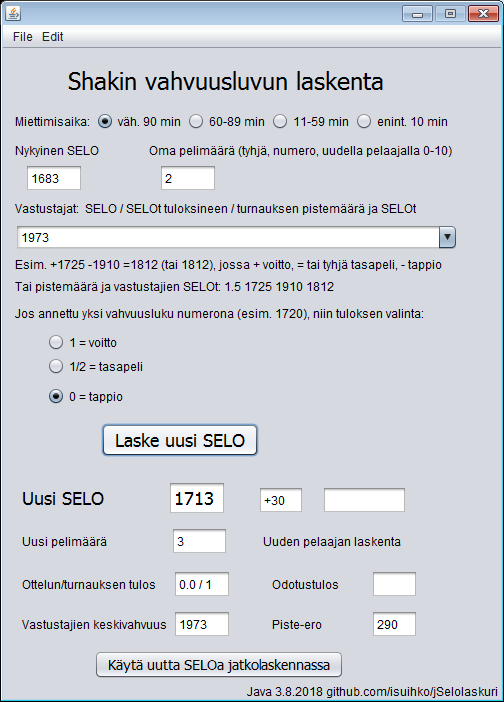 File Edit
Shakin vahvuusluvun laskenta
Miettimisaika: väh. 90 min 60-89 min 11-59 min enint. 10 min
Nykyinen SELO Oma pelimäärä (tyhjä, numero, uudella pelaajalla 0-10)
1683 2
Vastustajat: SELO / SELOt tuloksineen / turnauksen pistemäärä ja SELOt
1973
Esim. +1725 -1910 =1812 (tai 1812), jossa + voitto, = tai tyhjä tasapeli, - tappio
Tai pistemäärä ja vastustajien SELOt: 1.5 1725 1910 1812
Jos annettu yksi vahvuusluku numerona (esim. 1720), niin tuloksen valinta:
1 = voitto
1/2 = tasapeli
0 = tappio
Laske uusi SELO
Uusi SELO 1713 +30
Uusi pelimäärä 3 Uuden pelaajan laskenta
Ottelun/turnauksen tulos 0.0 / 1 Odotustulos
Vastustajien keskivahvuus 1973 Piste-ero 290
Käytä uutta SELOa jatkolaskennassa
Java 3.8.2018 github.com/isuihko/jSelolaskuri